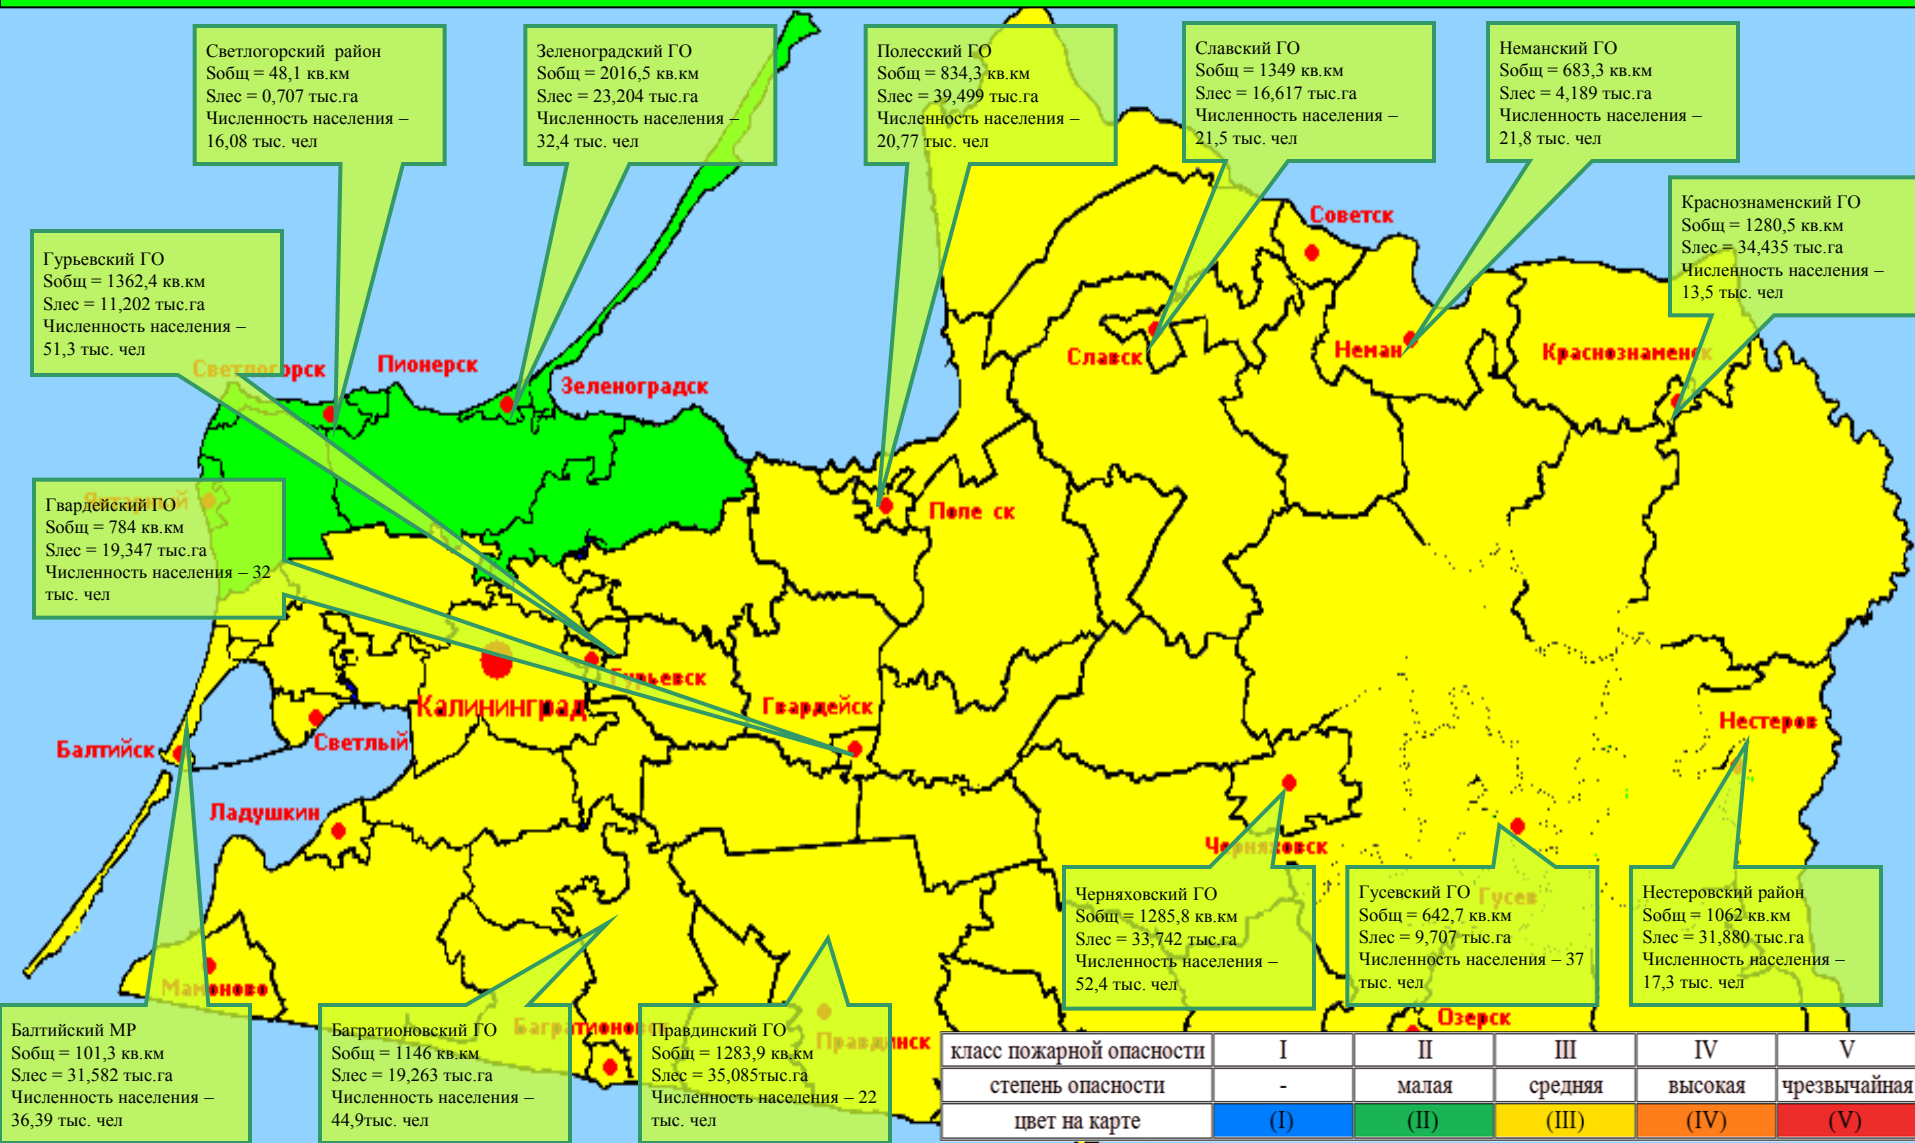 Светлогорский район
Sобщ = 48,1 кв.км
Sлес = 0,707 тыс.га
Численность населения –
16,08 тыс. чел
Зеленоградский ГО
Sобщ = 2016,5 кв.км
Sлес = 23,204 тыс.га
Численность населения –
32,4 тыс. чел
Полесский ГО
Sобщ = 834,3 кв.км
Sлес = 39,499 тыс.га
Численность населения –
20,77 тыс. чел
Славский ГО
Sобщ = 1349 кв.км
Sлес = 16,617 тыс.га
Численность населения –
21,5 тыс. чел
Неманский ГО
Sобщ = 683,3 кв.км
Sлес = 4,189 тыс.га
Численность населения –
21,8 тыс. чел
Краснознаменский ГО
Sобщ = 1280,5 кв.км
Sлес = 34,435 тыс.га
Численность населения –
13,5 тыс. чел
Гурьевский ГО
Sобщ = 1362,4 кв.км
Sлес = 11,202 тыс.га
Численность населения –
51,3 тыс. чел
Советск
Светлогорск
Пионерск
Зеленоградск
Славск
Неман
Краснознаменск
Янтарный
Гвардейский ГО
Sобщ = 784 кв.км
Sлес = 19,347 тыс.га
Численность населения – 32
тыс. чел
Поле ск
Гурьевск
Калининград
Гвардейск
Нестеров
Балтийск
Светлый
Ладушкин
Черняховск
Гусев
Мамоново
Багратионовск
Правдинск
Озерск
Черняховский ГО
Sобщ = 1285,8 кв.км
Sлес = 33,742 тыс.га
Численность населения –
52,4 тыс. чел
Гусевский ГО
Sобщ = 642,7 кв.км
Sлес = 9,707 тыс.га
Численность населения – 37
тыс. чел
Нестеровский район
Sобщ = 1062 кв.км
Sлес = 31,880 тыс.га
Численность населения –
17,3 тыс. чел
Балтийский МР
Sобщ = 101,3 кв.км
Sлес = 31,582 тыс.га
Численность населения –
36,39 тыс. чел
Багратионовский ГО
Sобщ = 1146 кв.км
Sлес = 19,263 тыс.га
Численность населения –
44,9тыс. чел
Правдинский ГО
Sобщ = 1283,9 кв.км
Sлес = 35,085тыс.га
Численность населения – 22
тыс. чел
класс пожарной опасности I II III IV V
степень опасности - малая средняя высокая чрезвычайная
цвет на карте (I) (II) (III) (IV) (V)